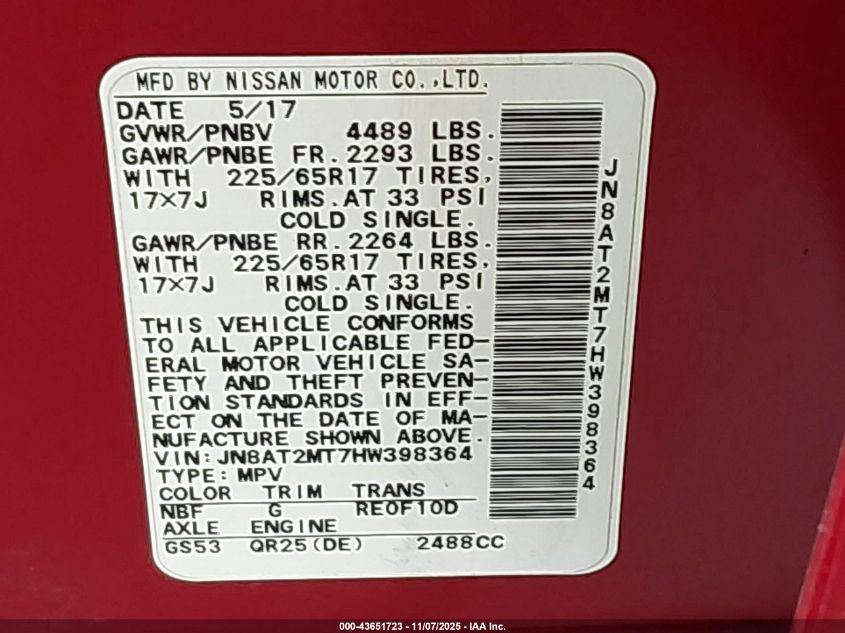 MFD BY NISSAN MOTOR CO.,LTD.
DATE 5/17
GVWR/PNBV 4489 LBS.
GAWR/PNBE FR. 2293 LBS.
WITH 225/65R17 TIRES,
17×7J RIMS.AT 33 PSI
COLD SINGLE.
GAWR/PNBE RR. 2264 LBS.
WITH 225/65R17 TIRES,
17×7J RIMS.AT 33 PSI
COLD SINGLE.
THIS VEHICLE CONFORMS
TO ALL APPLICABLE FED-
ERAL MOTOR VEHICLE SA-
FETY AND THEFT PREVEN-
TION STANDARDS IN EFF-
ECT ON THE DATE OF MA-
NUFACTURE SHOWN ABOVE.
VIN:JN8AT2MT7HW398364
TYPE:MPV
COLOR TRIM TRANS
NBF G RE0F10D
AXLE ENGINE
GS53 QR25(DE) 2488CC
JN8AT2MT7HW398364
000-43651723 - 11/07/2025 - IAA Inc.